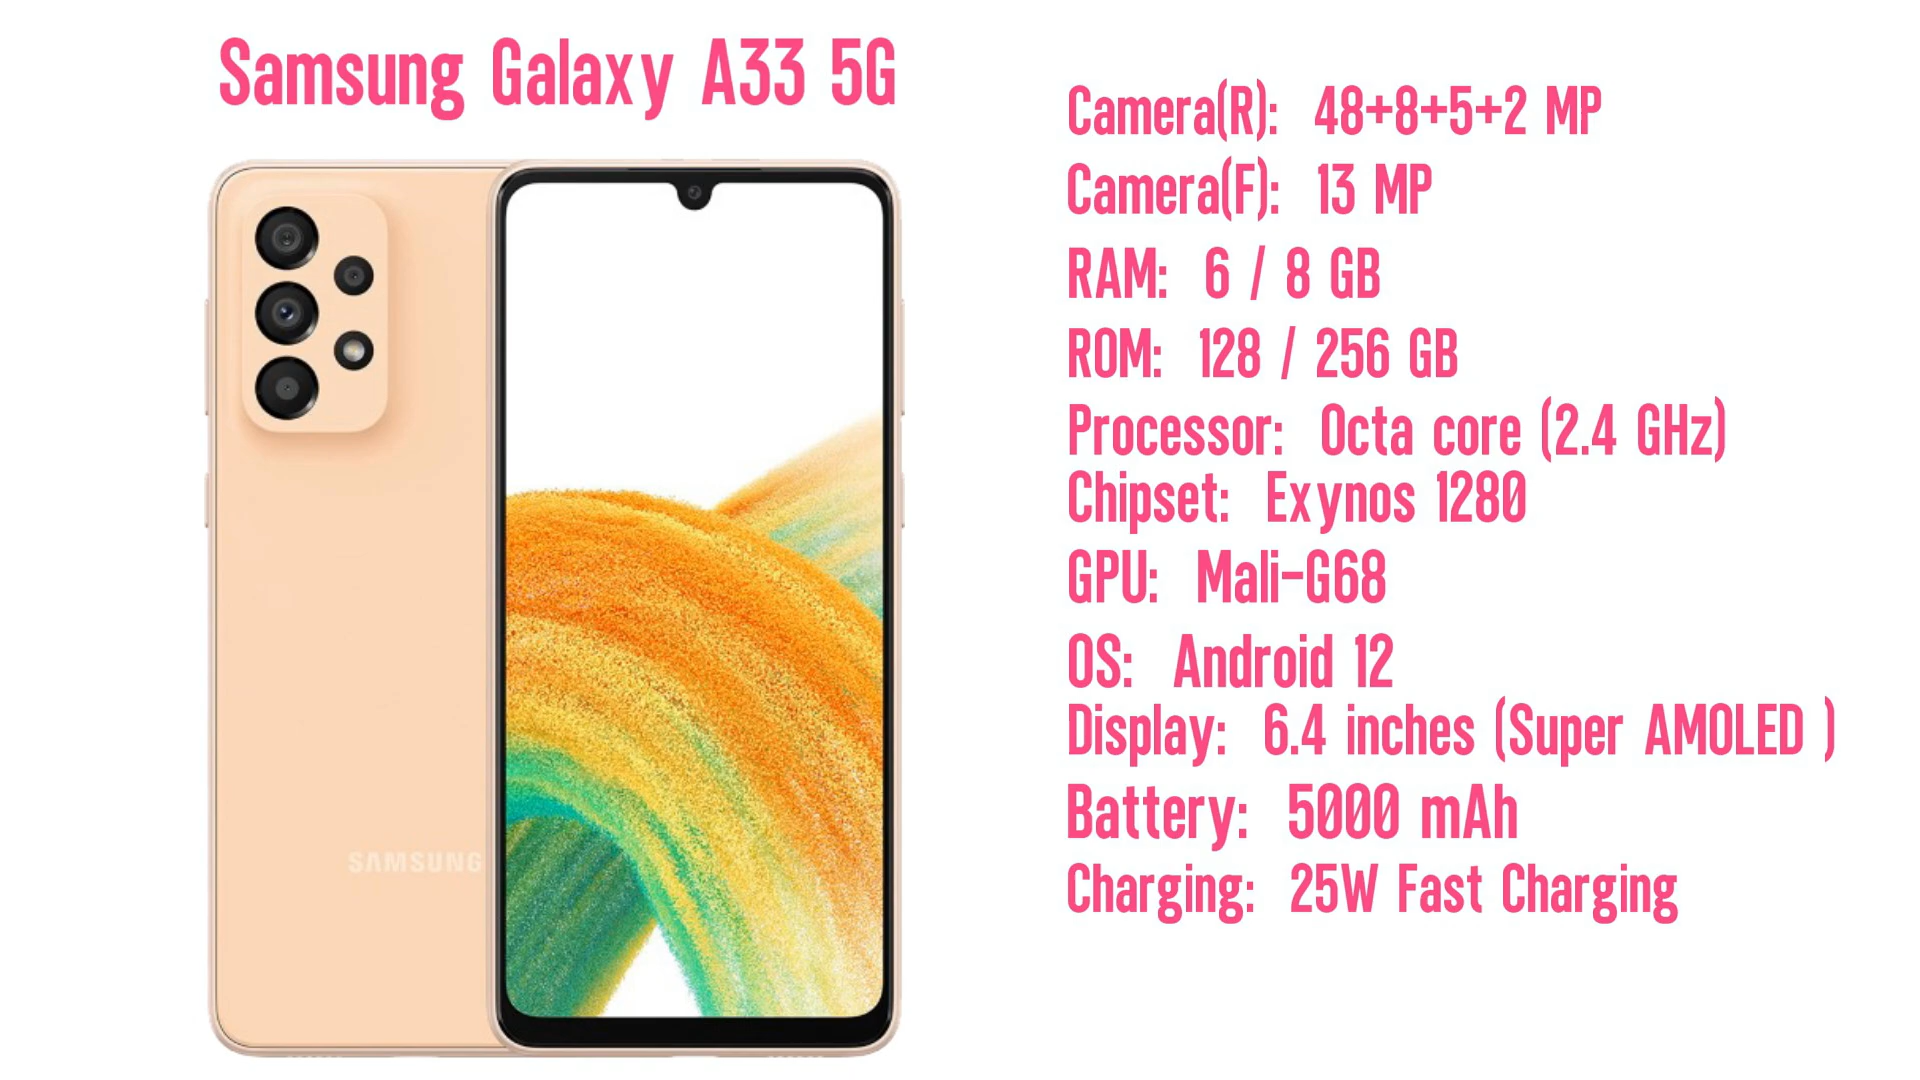 Samsung Galaxy A33 5G
Camera(R): 48+8+5+2 MP
Camera(F): 13 MP
RAM: 6 / 8 GB
ROM: 128 / 256 GB
Processor: Octa core (2.4 GHz)
Chipset: Exynos 1280
GPU: Mali-G68
OS: Android 12
Display: 6.4 inches (Super AMOLED )
Battery: 5000 mAh
Charging: 25W Fast Charging
SAMSUNG